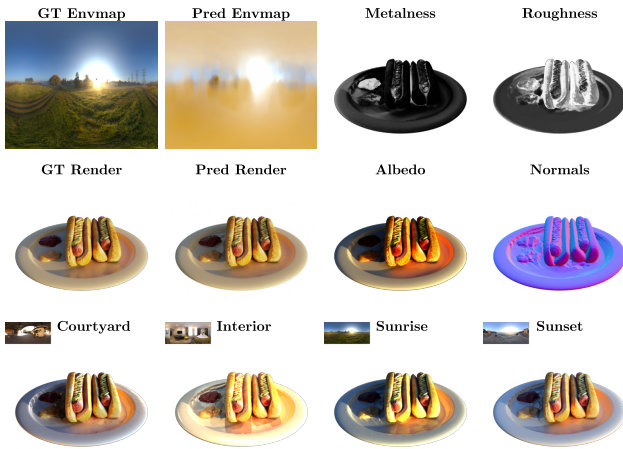 GT Envmap Pred Envmap Metalness Roughness
GT Render Pred Render Albedo Normals
Courtyard Interior Sunrise Sunset